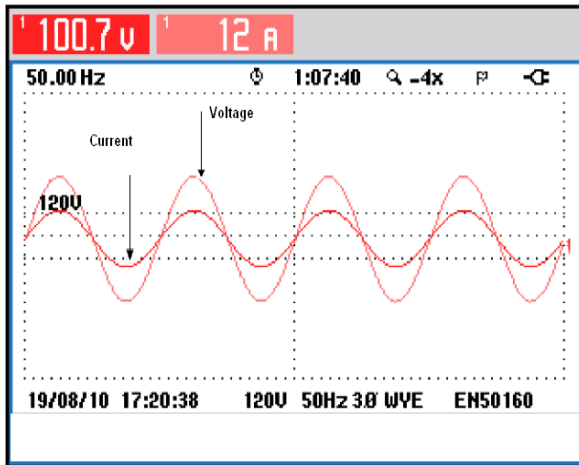 1 100.7 V 1 12 A
50.00 Hz 1:07:40 -4x
Voltage
Current
120V
1
19/08/10 17:20:38 120V 50Hz 3.Ø WYE EN50160